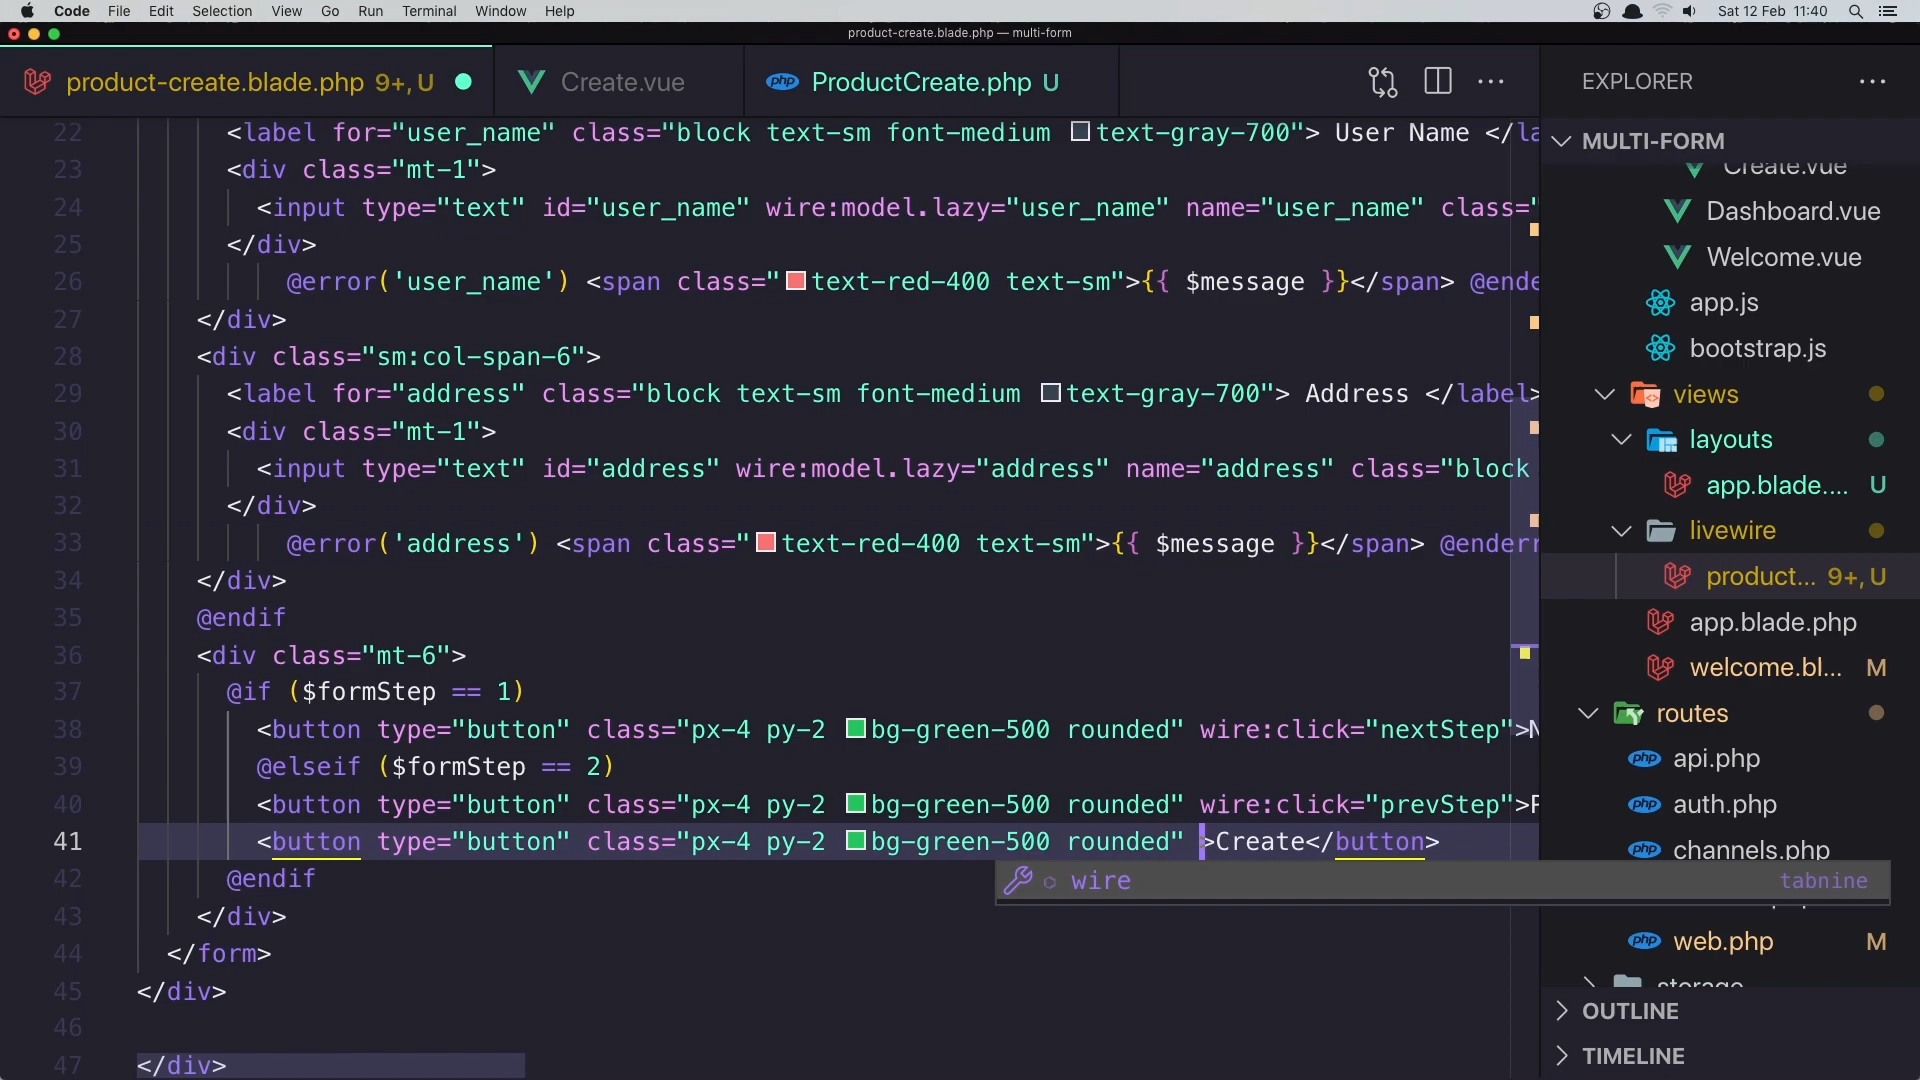 Code File Edit Selection View Go Run Terminal Window Help
Sat 12 Feb 11:40
product-create.blade.php — multi-form
product-create.blade.php 9+, U
Create.vue
php ProductCreate.php U
22 <label for="user_name" class="block text-sm font-medium text-gray-700"> User Name </la
23 <div class="mt-1">
24 <input type="text" id="user_name" wire:model.lazy="user_name" name="user_name" class="
25 </div>
26 @error('user_name') <span class="text-red-400 text-sm">{{ $message }}</span> @ende
27 </div>
28 <div class="sm:col-span-6">
29 <label for="address" class="block text-sm font-medium text-gray-700"> Address </label>
30 <div class="mt-1">
31 <input type="text" id="address" wire:model.lazy="address" name="address" class="block
32 </div>
33 @error('address') <span class="text-red-400 text-sm">{{ $message }}</span> @enderr
34 </div>
35 @endif
36 <div class="mt-6">
37 @if ($formStep == 1)
38 <button type="button" class="px-4 py-2 bg-green-500 rounded" wire:click="nextStep">N
39 @elseif ($formStep == 2)
40 <button type="button" class="px-4 py-2 bg-green-500 rounded" wire:click="prevStep">P
41 <button type="button" class="px-4 py-2 bg-green-500 rounded" >Create</button>
wire tabnine
42 @endif
43 </div>
44 </form>
45 </div>
46
47 </div>
EXPLORER
MULTI-FORM
Create.vue
Dashboard.vue
Welcome.vue
app.js
bootstrap.js
views
layouts
app.blade.... U
livewire
product... 9+, U
app.blade.php
welcome.bl... M
routes
php api.php
php auth.php
php channels.php
php web.php M
storage
OUTLINE
TIMELINE